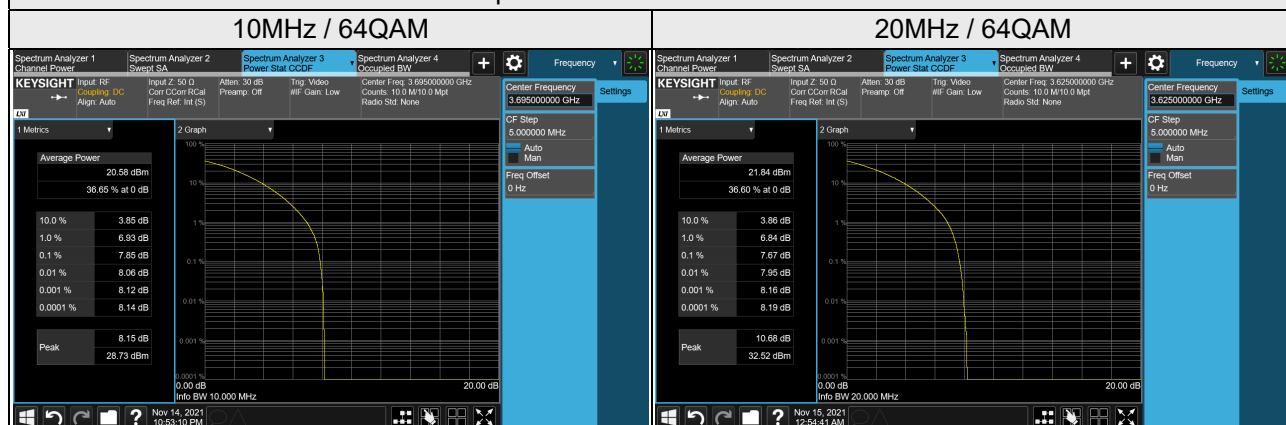 10MHz / 64QAM
Spectrum Analyzer 1
Channel Power
Spectrum Analyzer 2
Swept SA
Spectrum Analyzer 3
Power Stat CCDF
Spectrum Analyzer 4
Occupied BW
Frequency
KEYSIGHT
Input: RF
Coupling: DC
Align: Auto
Input Z: 50 Ω
Corr CCorr RCal
Freq Ref: Int (S)
Atten: 30 dB
Preamp: Off
Trig: Video
#IF Gain: Low
Center Freq: 3.695000000 GHz
Counts: 10.0 M/10.0 Mpt
Radio Std: None
LXI
Center Frequency
3.695000000 GHz
Settings
CF Step
5.000000 MHz
Auto
Man
Freq Offset
0 Hz
1 Metrics
2 Graph
Average Power
20.58 dBm
36.65 % at 0 dB
10.0 % 3.85 dB
1.0 % 6.93 dB
0.1 % 7.85 dB
0.01 % 8.06 dB
0.001 % 8.12 dB
0.0001 % 8.14 dB
Peak
8.15 dB
28.73 dBm
100 %
10 %
1 %
0.1 %
0.01 %
0.001 %
0.0001 %
0.00 dB
20.00 dB
Info BW 10.000 MHz
Nov 14, 2021
10:53:10 PM
20MHz / 64QAM
Spectrum Analyzer 1
Channel Power
Spectrum Analyzer 2
Swept SA
Spectrum Analyzer 3
Power Stat CCDF
Spectrum Analyzer 4
Occupied BW
Frequency
KEYSIGHT
Input: RF
Coupling: DC
Align: Auto
Input Z: 50 Ω
Corr CCorr RCal
Freq Ref: Int (S)
Atten: 30 dB
Preamp: Off
Trig: Video
#IF Gain: Low
Center Freq: 3.625000000 GHz
Counts: 10.0 M/10.0 Mpt
Radio Std: None
LXI
Center Frequency
3.625000000 GHz
Settings
CF Step
5.000000 MHz
Auto
Man
Freq Offset
0 Hz
1 Metrics
2 Graph
Average Power
21.84 dBm
36.60 % at 0 dB
10.0 % 3.86 dB
1.0 % 6.84 dB
0.1 % 7.67 dB
0.01 % 7.95 dB
0.001 % 8.16 dB
0.0001 % 8.19 dB
Peak
10.68 dB
32.52 dBm
100 %
10 %
1 %
0.1 %
0.01 %
0.001 %
0.0001 %
0.00 dB
20.00 dB
Info BW 20.000 MHz
Nov 15, 2021
12:54:41 AM